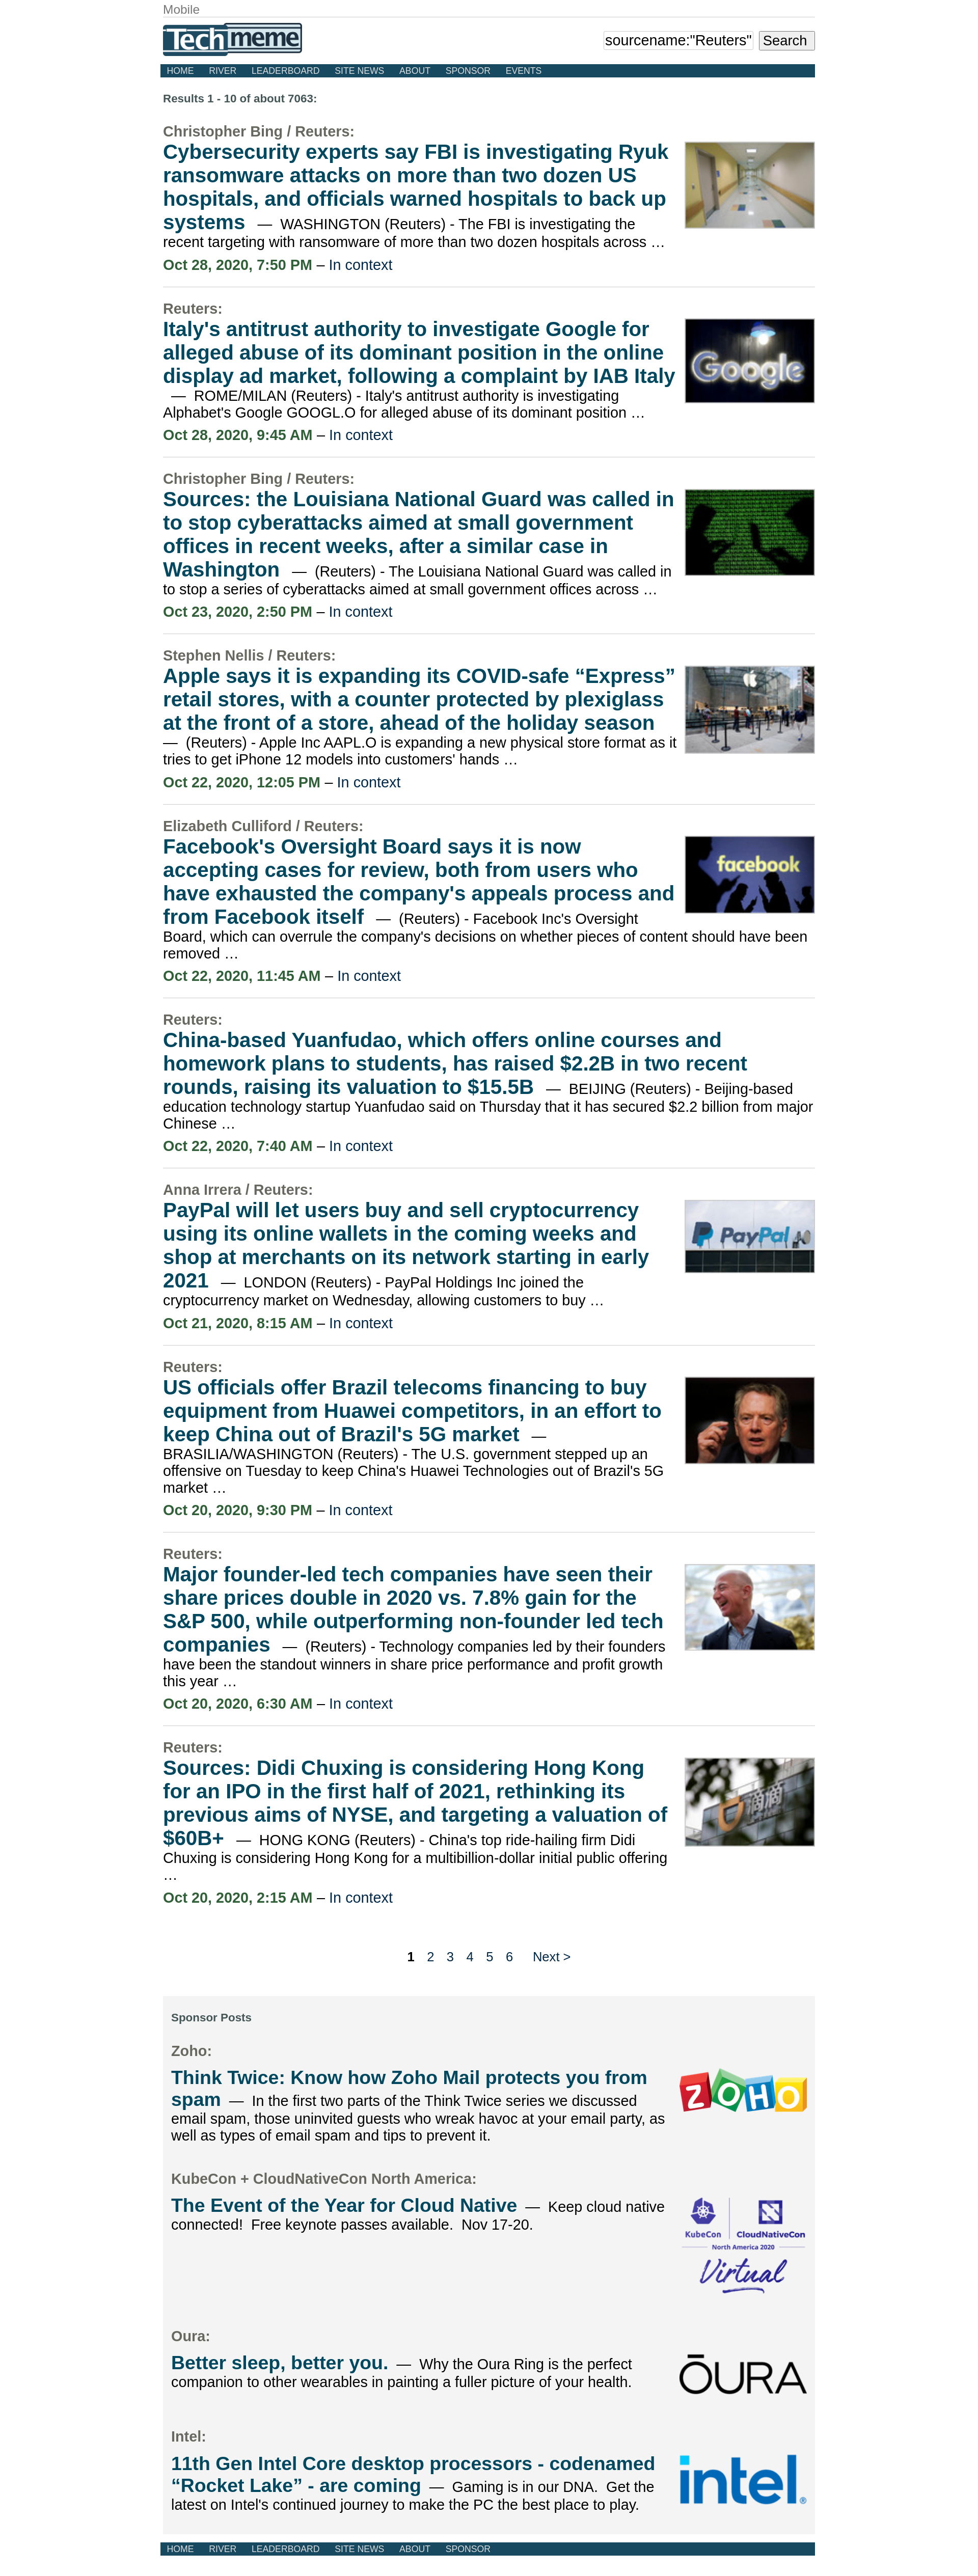 Mobile
Techmeme
sourcename:"Reuters" Search
HOME RIVER LEADERBOARD SITE NEWS ABOUT SPONSOR EVENTS
Results 1 - 10 of about 7063:
Christopher Bing / Reuters:
Cybersecurity experts say FBI is investigating Ryuk
ransomware attacks on more than two dozen US
hospitals, and officials warned hospitals to back up
systems — WASHINGTON (Reuters) - The FBI is investigating the
recent targeting with ransomware of more than two dozen hospitals across …
Oct 28, 2020, 7:50 PM – In context
Reuters:
Italy's antitrust authority to investigate Google for
alleged abuse of its dominant position in the online
display ad market, following a complaint by IAB Italy
— ROME/MILAN (Reuters) - Italy's antitrust authority is investigating
Alphabet's Google GOOGL.O for alleged abuse of its dominant position …
Google
Oct 28, 2020, 9:45 AM – In context
Christopher Bing / Reuters:
Sources: the Louisiana National Guard was called in
to stop cyberattacks aimed at small government
offices in recent weeks, after a similar case in
Washington — (Reuters) - The Louisiana National Guard was called in
to stop a series of cyberattacks aimed at small government offices across …
Oct 23, 2020, 2:50 PM – In context
Stephen Nellis / Reuters:
Apple says it is expanding its COVID-safe “Express”
retail stores, with a counter protected by plexiglass
at the front of a store, ahead of the holiday season
— (Reuters) - Apple Inc AAPL.O is expanding a new physical store format as it
tries to get iPhone 12 models into customers' hands …
Oct 22, 2020, 12:05 PM – In context
Elizabeth Culliford / Reuters:
Facebook's Oversight Board says it is now
accepting cases for review, both from users who
have exhausted the company's appeals process and
from Facebook itself — (Reuters) - Facebook Inc's Oversight
Board, which can overrule the company's decisions on whether pieces of content should have been
removed …
facebook
Oct 22, 2020, 11:45 AM – In context
Reuters:
China-based Yuanfudao, which offers online courses and
homework plans to students, has raised $2.2B in two recent
rounds, raising its valuation to $15.5B — BEIJING (Reuters) - Beijing-based
education technology startup Yuanfudao said on Thursday that it has secured $2.2 billion from major
Chinese …
Oct 22, 2020, 7:40 AM – In context
Anna Irrera / Reuters:
PayPal will let users buy and sell cryptocurrency
using its online wallets in the coming weeks and
shop at merchants on its network starting in early
2021 — LONDON (Reuters) - PayPal Holdings Inc joined the
cryptocurrency market on Wednesday, allowing customers to buy …
PayPal
Oct 21, 2020, 8:15 AM – In context
Reuters:
US officials offer Brazil telecoms financing to buy
equipment from Huawei competitors, in an effort to
keep China out of Brazil's 5G market —
BRASILIA/WASHINGTON (Reuters) - The U.S. government stepped up an
offensive on Tuesday to keep China's Huawei Technologies out of Brazil's 5G
market …
Oct 20, 2020, 9:30 PM – In context
Reuters:
Major founder-led tech companies have seen their
share prices double in 2020 vs. 7.8% gain for the
S&P 500, while outperforming non-founder led tech
companies — (Reuters) - Technology companies led by their founders
have been the standout winners in share price performance and profit growth
this year …
Oct 20, 2020, 6:30 AM – In context
Reuters:
Sources: Didi Chuxing is considering Hong Kong
for an IPO in the first half of 2021, rethinking its
previous aims of NYSE, and targeting a valuation of
$60B+ — HONG KONG (Reuters) - China's top ride-hailing firm Didi
Chuxing is considering Hong Kong for a multibillion-dollar initial public offering
…
Oct 20, 2020, 2:15 AM – In context
1 2 3 4 5 6 Next >
Sponsor Posts
Zoho:
Think Twice: Know how Zoho Mail protects you from
spam — In the first two parts of the Think Twice series we discussed
email spam, those uninvited guests who wreak havoc at your email party, as
well as types of email spam and tips to prevent it.
ZOHO
KubeCon + CloudNativeCon North America:
The Event of the Year for Cloud Native — Keep cloud native
connected! Free keynote passes available. Nov 17-20.
KubeCon CloudNativeCon
North America 2020
Virtual
Oura:
Better sleep, better you. — Why the Oura Ring is the perfect
companion to other wearables in painting a fuller picture of your health.
ŌURA
Intel:
11th Gen Intel Core desktop processors - codenamed
“Rocket Lake” - are coming — Gaming is in our DNA. Get the
latest on Intel's continued journey to make the PC the best place to play.
intel®
HOME RIVER LEADERBOARD SITE NEWS ABOUT SPONSOR